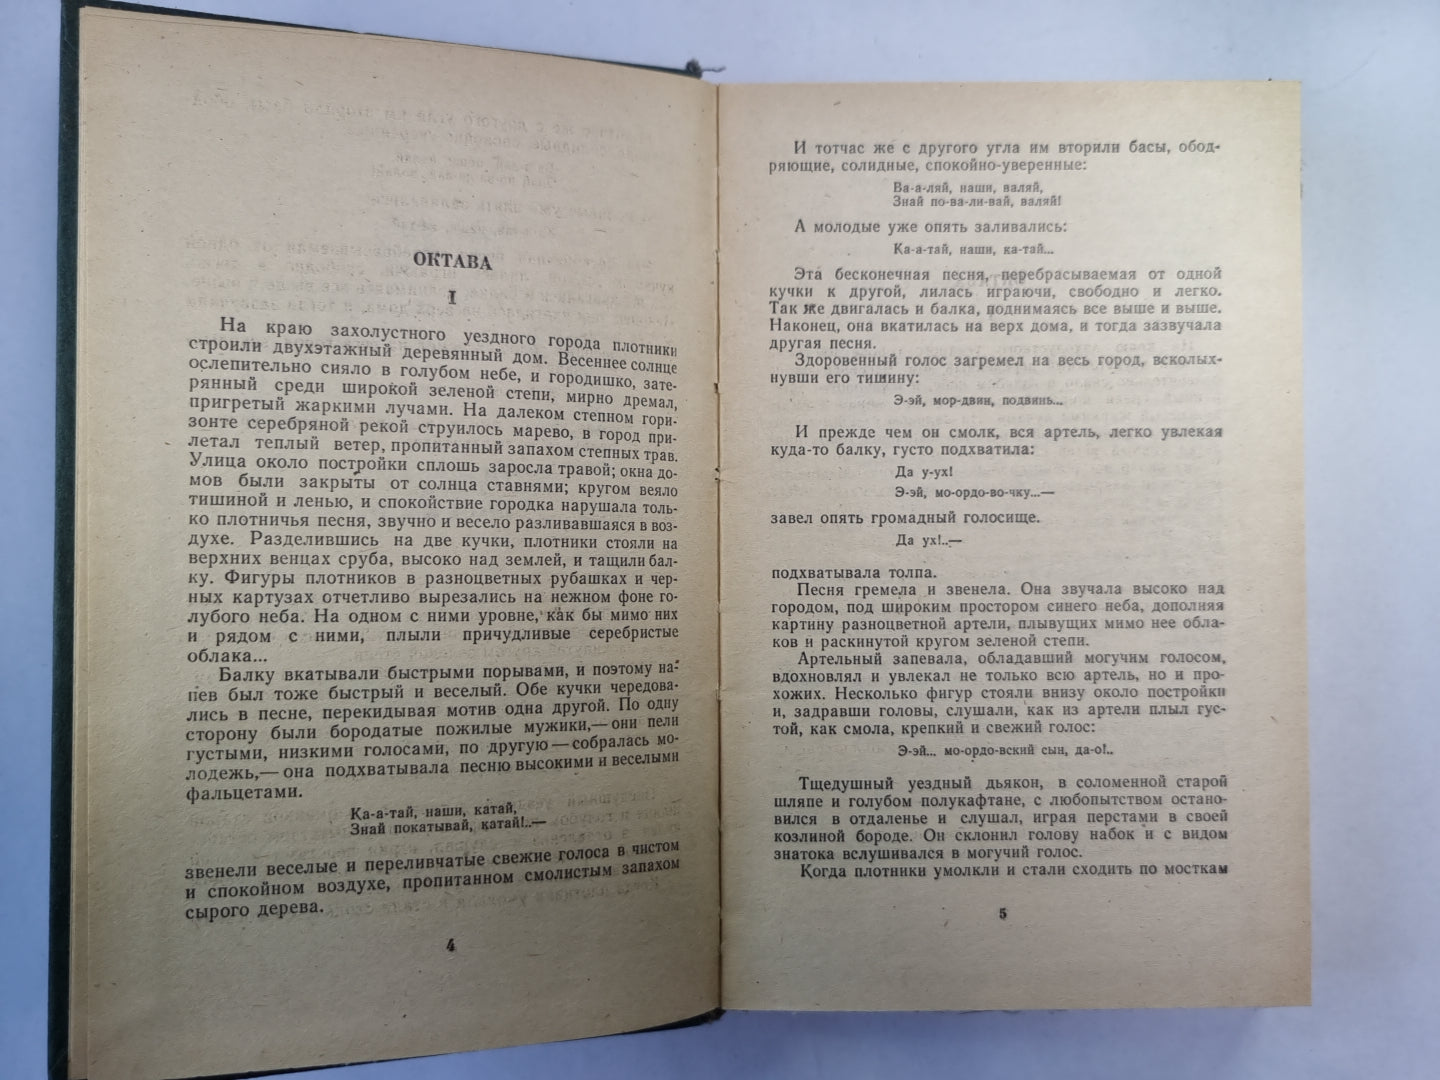 ОКТАВА
I
На краю захолустного уездного города плотники
строили двухэтажный деревянный дом. Весеннее солнце
ослепительно сияло в голубом небе, и городишко, зате-
рянный среди широкой зеленой степи, мирно дремал,
пригретый жаркими лучами. На далеком степном гори-
зонте серебряной рекой струилось марево, в город при-
летал теплый ветер, пропитанный запахом степных трав.
Улица около постройки сплошь заросла травой; окна до-
мов были закрыты от солнца ставнями; кругом веяло
тишиной и ленью, и спокойствие городка нарушала толь-
ко плотничья песня, звучно и весело разливавшаяся в воз-
духе. Разделившись на две кучки, плотники стояли на
верхних венцах сруба, высоко над землей, и тащили бал-
ку. Фигуры плотников в разноцветных рубашках и чер-
ных картузах отчетливо вырезались на нежном фоне го-
лубого неба. На одном с ними уровне, как бы мимо них
и рядом с ними, плыли причудливые серебристые
облака...
Балку вкатывали быстрыми порывами, и поэтому на-
пев был тоже быстрый и веселый. Обе кучки чередова-
лись в песне, перекидывая мотив одна другой. По одну
сторону были бородатые пожилые мужики,— они пели
густыми, низкими голосами, по другую — собралась мо-
лодежь,— она подхватывала песню высокими и веселыми
фальцетами.
Ка-а-тай, наши, катай,
Знай покатывай, катай!..—
звенели веселые и переливчатые свежие голоса в чистом
и спокойном воздухе, пропитанном смолистым запахом
сырого дерева.
4
И тотчас же с другого угла им вторили басы, обод-
ряющие, солидные, спокойно-уверенные:
Ва-а-ляй, наши, валяй,
Знай по-ва-ли-вай, валяй!
А молодые уже опять заливались:
Ка-а-тай, наши, ка-тай...
Эта бесконечная песня, перебрасываемая от одной
кучки к другой, лилась играючи, свободно и легко.
Так же двигалась и балка, поднимаясь все выше и выше.
Наконец, она вкатилась на верх дома, и тогда зазвучала
другая песня.
Здоровенный голос загремел на весь город, всколых-
нувши его тишину:
Э-эй, мор-двин, подвинь...
И прежде чем он смолк, вся артель, легко увлекая
куда-то балку, густо подхватила:
Да у-ух!
Э-эй, мо-ордо-во-чку...—
завел опять громадный голосище.
Да ух!..—
подхватывала толпа.
Песня гремела и звенела. Она звучала высоко над
городом, под широким простором синего неба, дополняя
картину разноцветной артели, плывущих мимо нее обла-
ков и раскинутой кругом зеленой степи.
Артельный запевала, обладавший могучим голосом,
вдохновлял и увлекал не только всю артель, но и про-
хожих. Несколько фигур стояли внизу около постройки
и, задравши головы, слушали, как из артели плыл гус-
той, как смола, крепкий и свежий голос:
Э-эй... мо-ордо-вский сын, да-о!..
Тщедушный уездный дьякон, в соломенной старой
шляпе и голубом полукафтане, с любопытством остано-
вился в отдаленье и слушал, играя перстами в своей
козлиной бороде. Он склонил голову набок и с видом
знатока вслушивался в могучий голос.
Когда плотники умолкли и стали сходить по мосткам
5